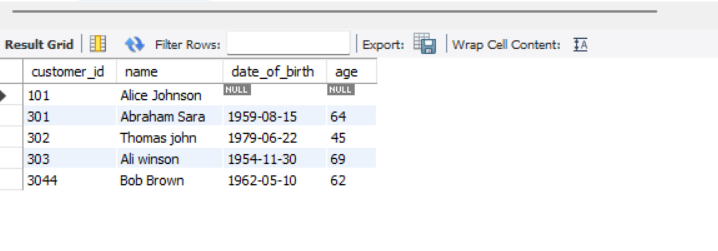 Result Grid Filter Rows: Export: Wrap Cell Content: IA
customer_id name date_of_birth age
101 Alice Johnson NULL NULL
301 Abraham Sara 1959-08-15 64
302 Thomas john 1979-06-22 45
303 Ali winson 1954-11-30 69
3044 Bob Brown 1962-05-10 62